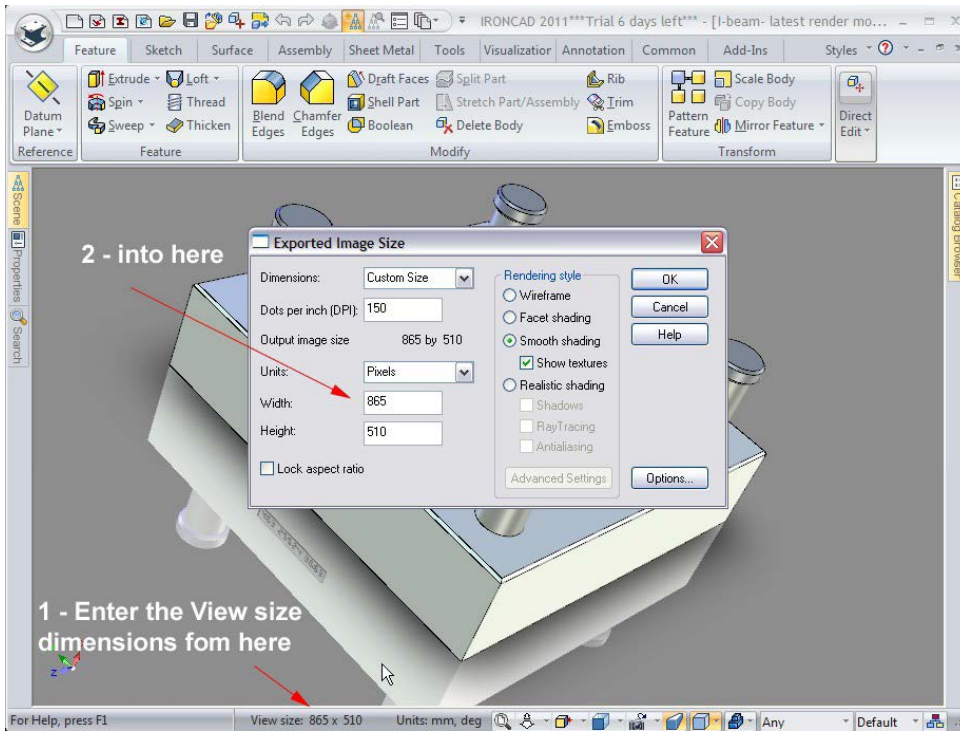 IRONCAD 2011***Trial 6 days left*** - [I-beam- latest render mo...
Feature Sketch Surface Assembly Sheet Metal Tools Visualization Annotation Common Add-Ins Styles
Datum Plane
Extrude
Spin
Sweep
Loft
Thread
Thicken
Blend Edges
Chamfer Edges
Draft Faces
Shell Part
Boolean
Split Part
Stretch Part/Assembly
Delete Body
Rib
Trim
Emboss
Pattern Feature
Scale Body
Copy Body
Mirror Feature
Direct Edit
Reference Feature Modify Transform
Scene
Properties
Search
Catalog Browser
2 - into here
Exported Image Size
Dimensions: Custom Size
Dots per inch (DPI): 150
Output image size 865 by 510
Units: Pixels
Width: 865
Height: 510
Lock aspect ratio
Rendering style
Wireframe
Facet shading
Smooth shading
Show textures
Realistic shading
Shadows
RayTracing
Antialiasing
Advanced Settings
OK
Cancel
Help
Options...
1 - Enter the View size
dimensions fom here
z
For Help, press F1 View size: 865 x 510 Units: mm, deg Any Default